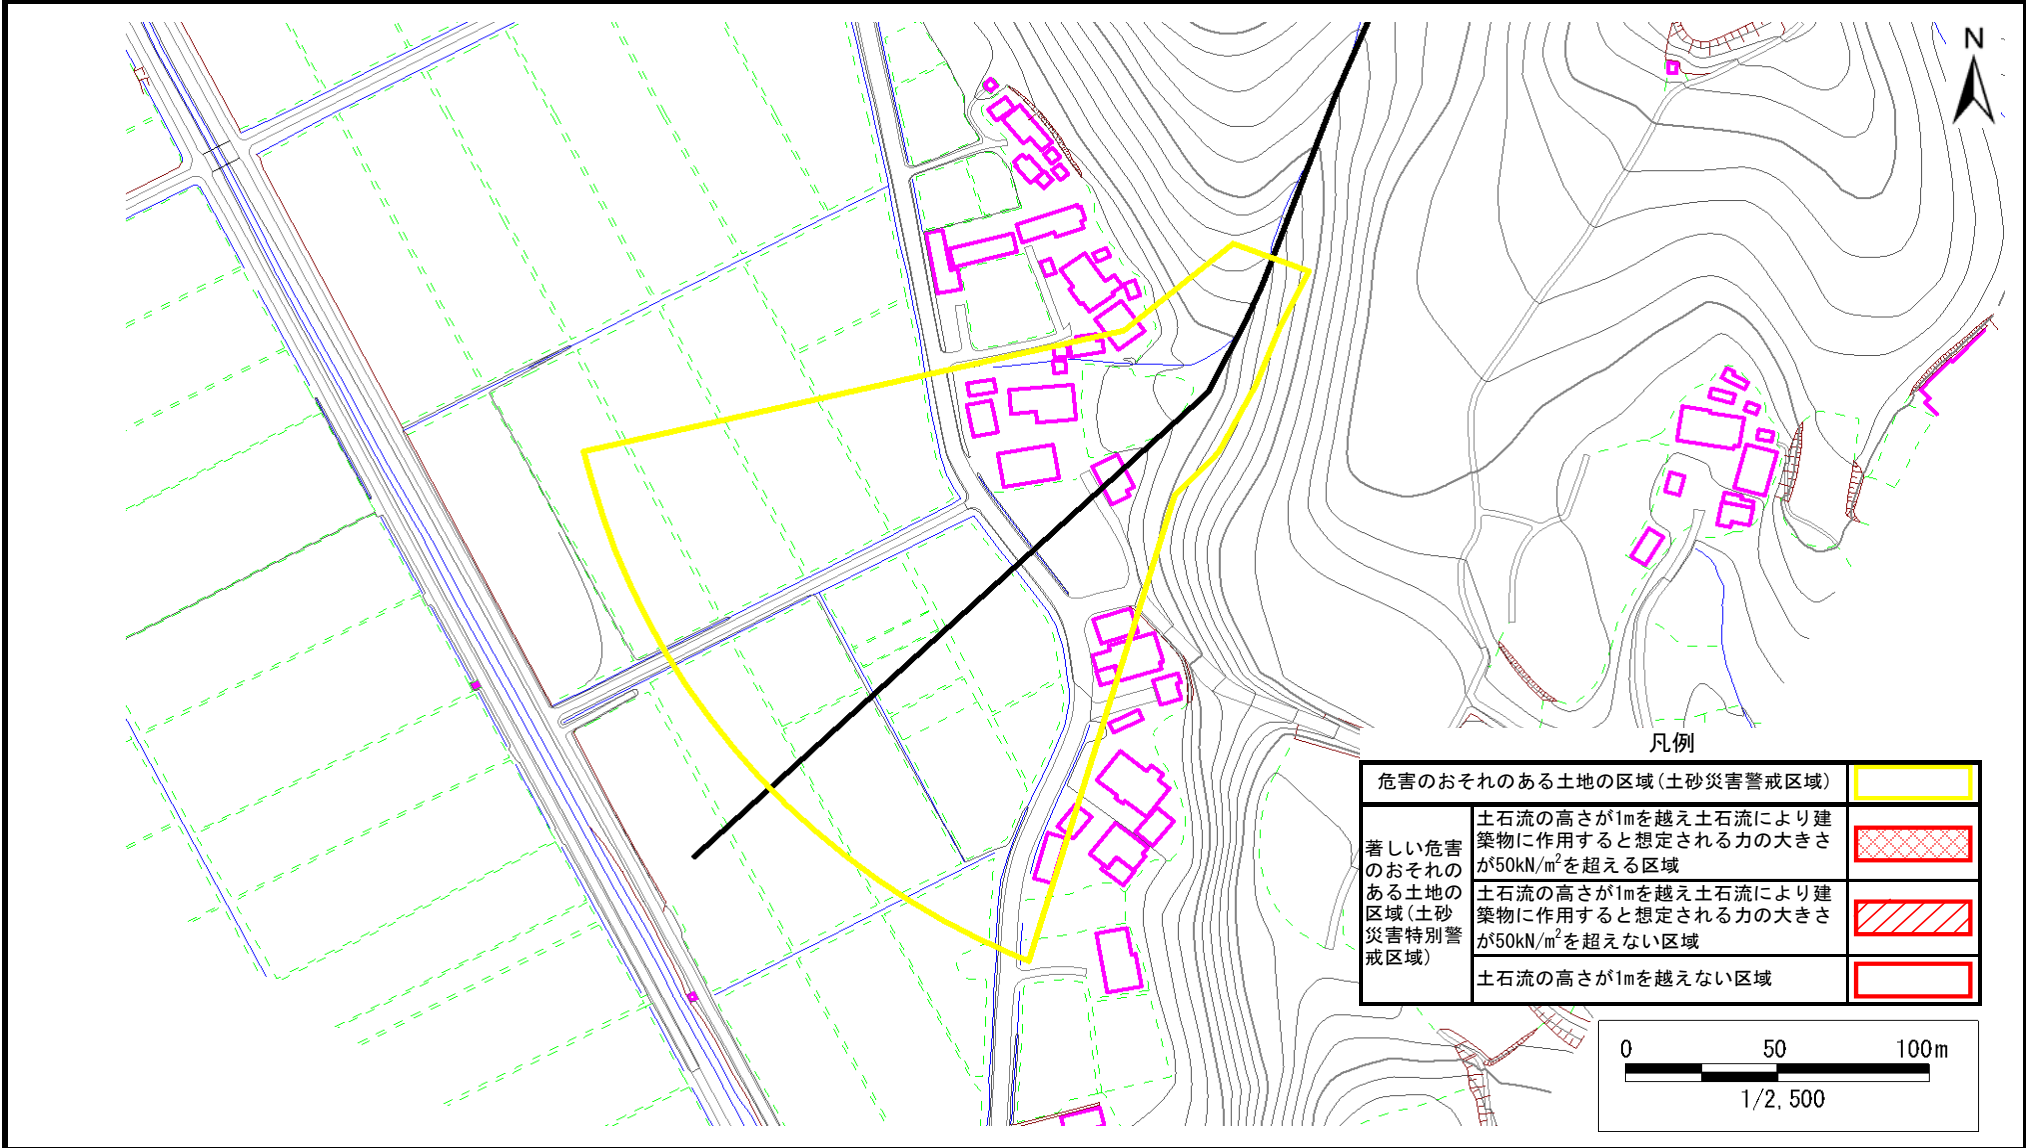 N
凡例
危害のおそれのある土地の区域(土砂災害警戒区域)
著しい危害
のおそれの
ある土地の
区域(土砂
災害特別警
戒区域)
土石流の高さが1mを越え土石流により建
築物に作用すると想定される力の大きさ
が50kN/m²を超える区域
土石流の高さが1mを越え土石流により建
築物に作用すると想定される力の大きさ
が50kN/m²を超えない区域
土石流の高さが1mを越えない区域
0 50 100m
1/2,500